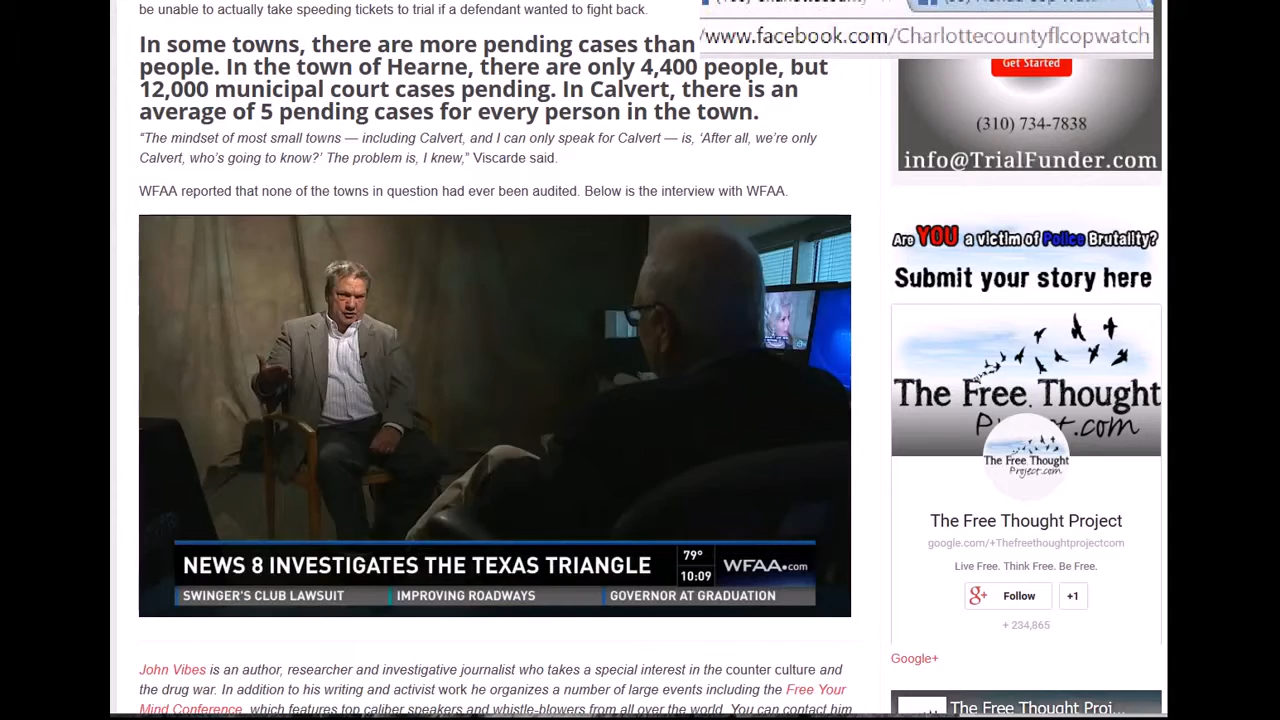 be unable to actually take speeding tickets to trial if a defendant wanted to fight back.
www.facebook.com/Charlottecountyflcopwatch
In some towns, there are more pending cases than
people. In the town of Hearne, there are only 4,400 people, but
12,000 municipal court cases pending. In Calvert, there is an
average of 5 pending cases for every person in the town.
“The mindset of most small towns — including Calvert, and I can only speak for Calvert — is, ‘After all, we’re only
Calvert, who’s going to know?’ The problem is, I knew,” Viscarde said.
WFAA reported that none of the towns in question had ever been audited. Below is the interview with WFAA.
NEWS 8 INVESTIGATES THE TEXAS TRIANGLE
79°
10:09
WFAA.com
SWINGER'S CLUB LAWSUIT
IMPROVING ROADWAYS
GOVERNOR AT GRADUATION
John Vibes is an author, researcher and investigative journalist who takes a special interest in the counter culture and
the drug war. In addition to his writing and activist work he organizes a number of large events including the Free Your
Mind Conference, which features top caliber speakers and whistle-blowers from all over the world. You can contact him
Get Started
(310) 734-7838
info@TrialFunder.com
Are YOU a victim of Police Brutality?
Submit your story here
The Free Thought
Project.com
The Free Thought
Project.com
The Free Thought Project
google.com/+Thefreethoughtprojectcom
Live Free. Think Free. Be Free.
g+ Follow
+1
+ 234,865
Google+
The Free Thought Proj...